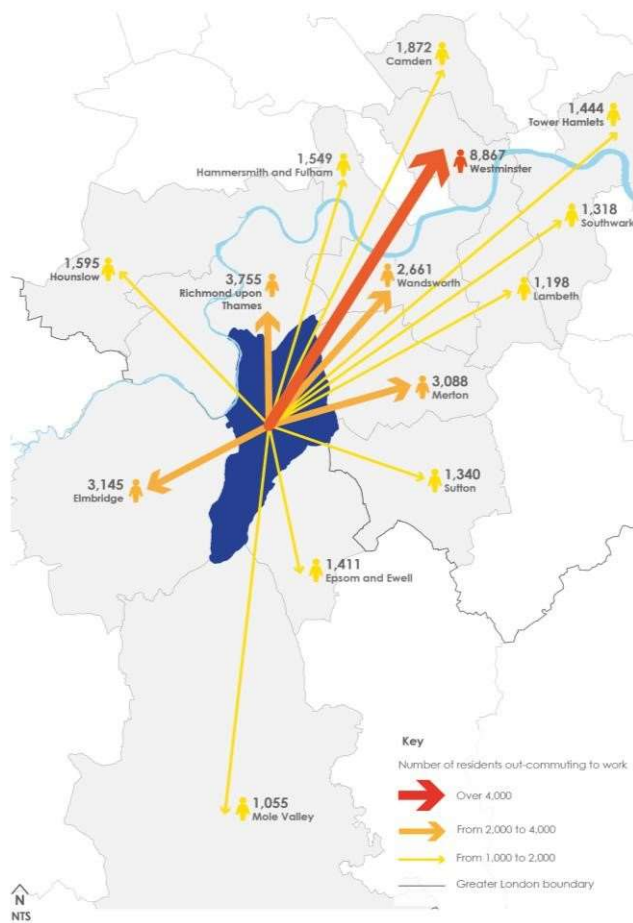 1,872
Camden
1,444
Tower Hamlets
1,549
Hammersmith and Fulham
8,867
Westminster
1,318
Southwark
1,595
Hounslow
3,755
Richmond upon
Thames
2,661
Wandsworth
1,198
Lambeth
3,088
Merton
3,145
Elmbridge
1,340
Sutton
1,411
Epsom and Ewell
1,055
Mole Valley
Key
Number of residents out-commuting to work
Over 4,000
From 2,000 to 4,000
From 1,000 to 2,000
Greater London boundary
N
NTS